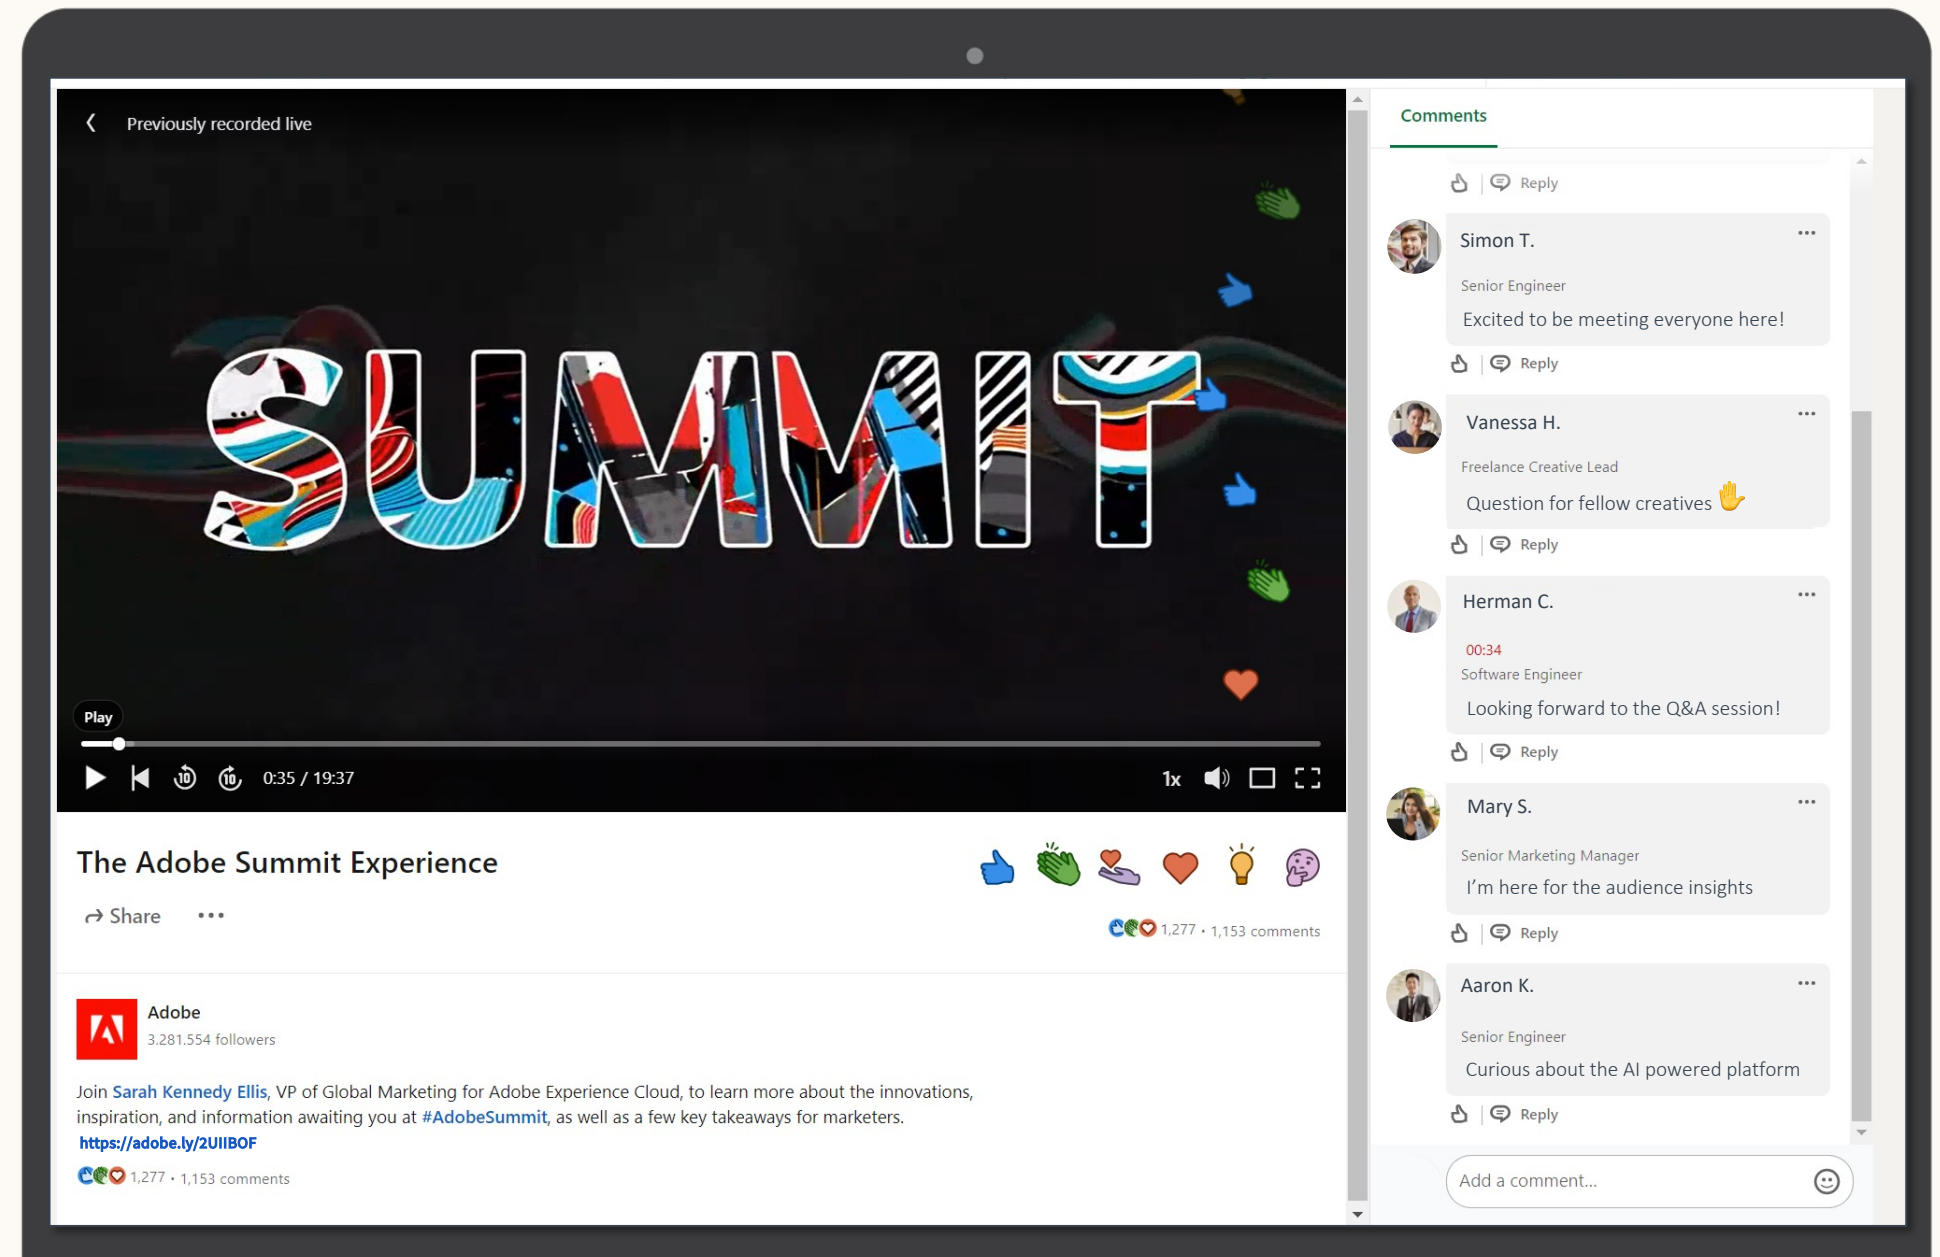 Previously recorded live
SUMMIT
Play
10
10
0:35 / 19:37
1x
The Adobe Summit Experience
Share
1,277 • 1,153 comments
Adobe
3.281.554 followers
Join Sarah Kennedy Ellis, VP of Global Marketing for Adobe Experience Cloud, to learn more about the innovations,
inspiration, and information awaiting you at #AdobeSummit, as well as a few key takeaways for marketers.
https://adobe.ly/2UIIBOF
1,277 • 1,153 comments
Comments
Reply
Simon T.
Senior Engineer
Excited to be meeting everyone here!
Reply
Vanessa H.
Freelance Creative Lead
Question for fellow creatives ✋
Reply
Herman C.
00:34
Software Engineer
Looking forward to the Q&A session!
Reply
Mary S.
Senior Marketing Manager
I’m here for the audience insights
Reply
Aaron K.
Senior Engineer
Curious about the AI powered platform
Reply
Add a comment...